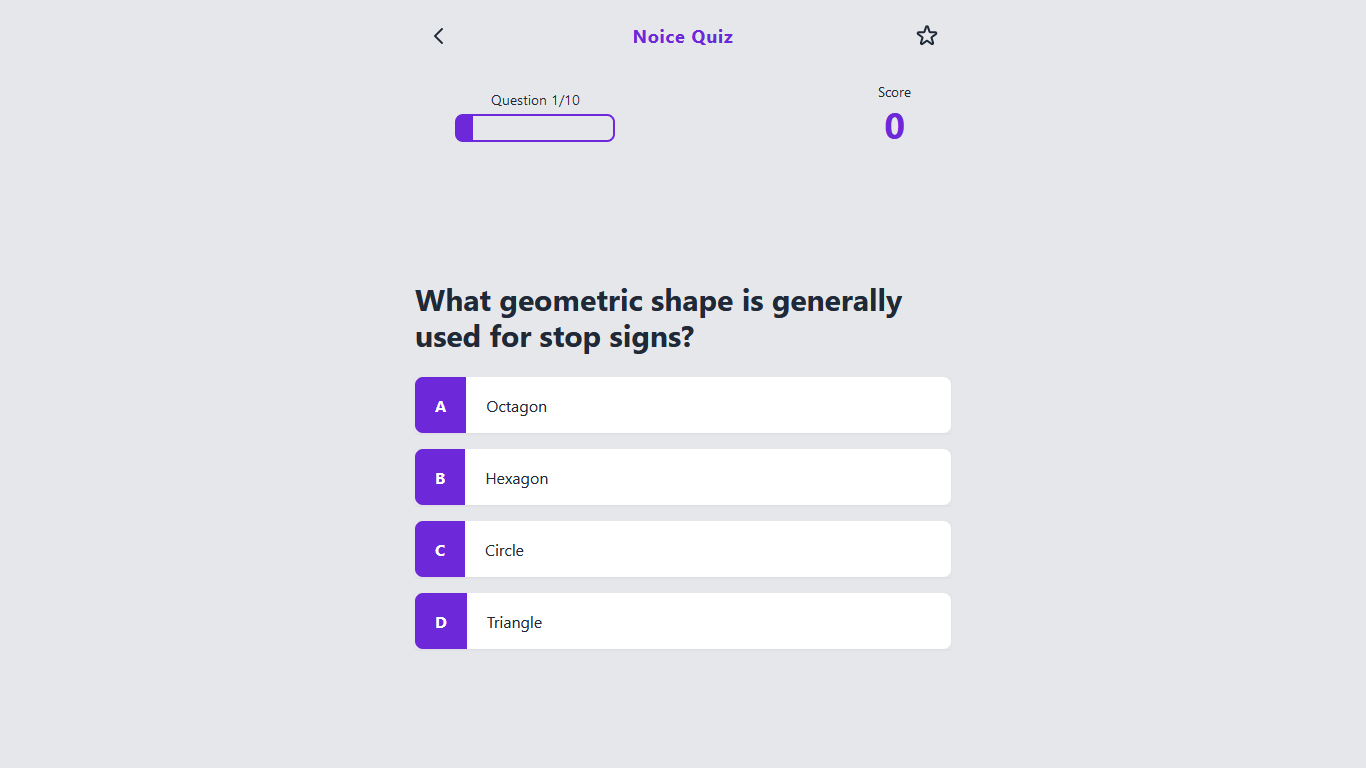 Noice Quiz
Question 1/10
Score
0
What geometric shape is generally
used for stop signs?
A Octagon
B Hexagon
C Circle
D Triangle